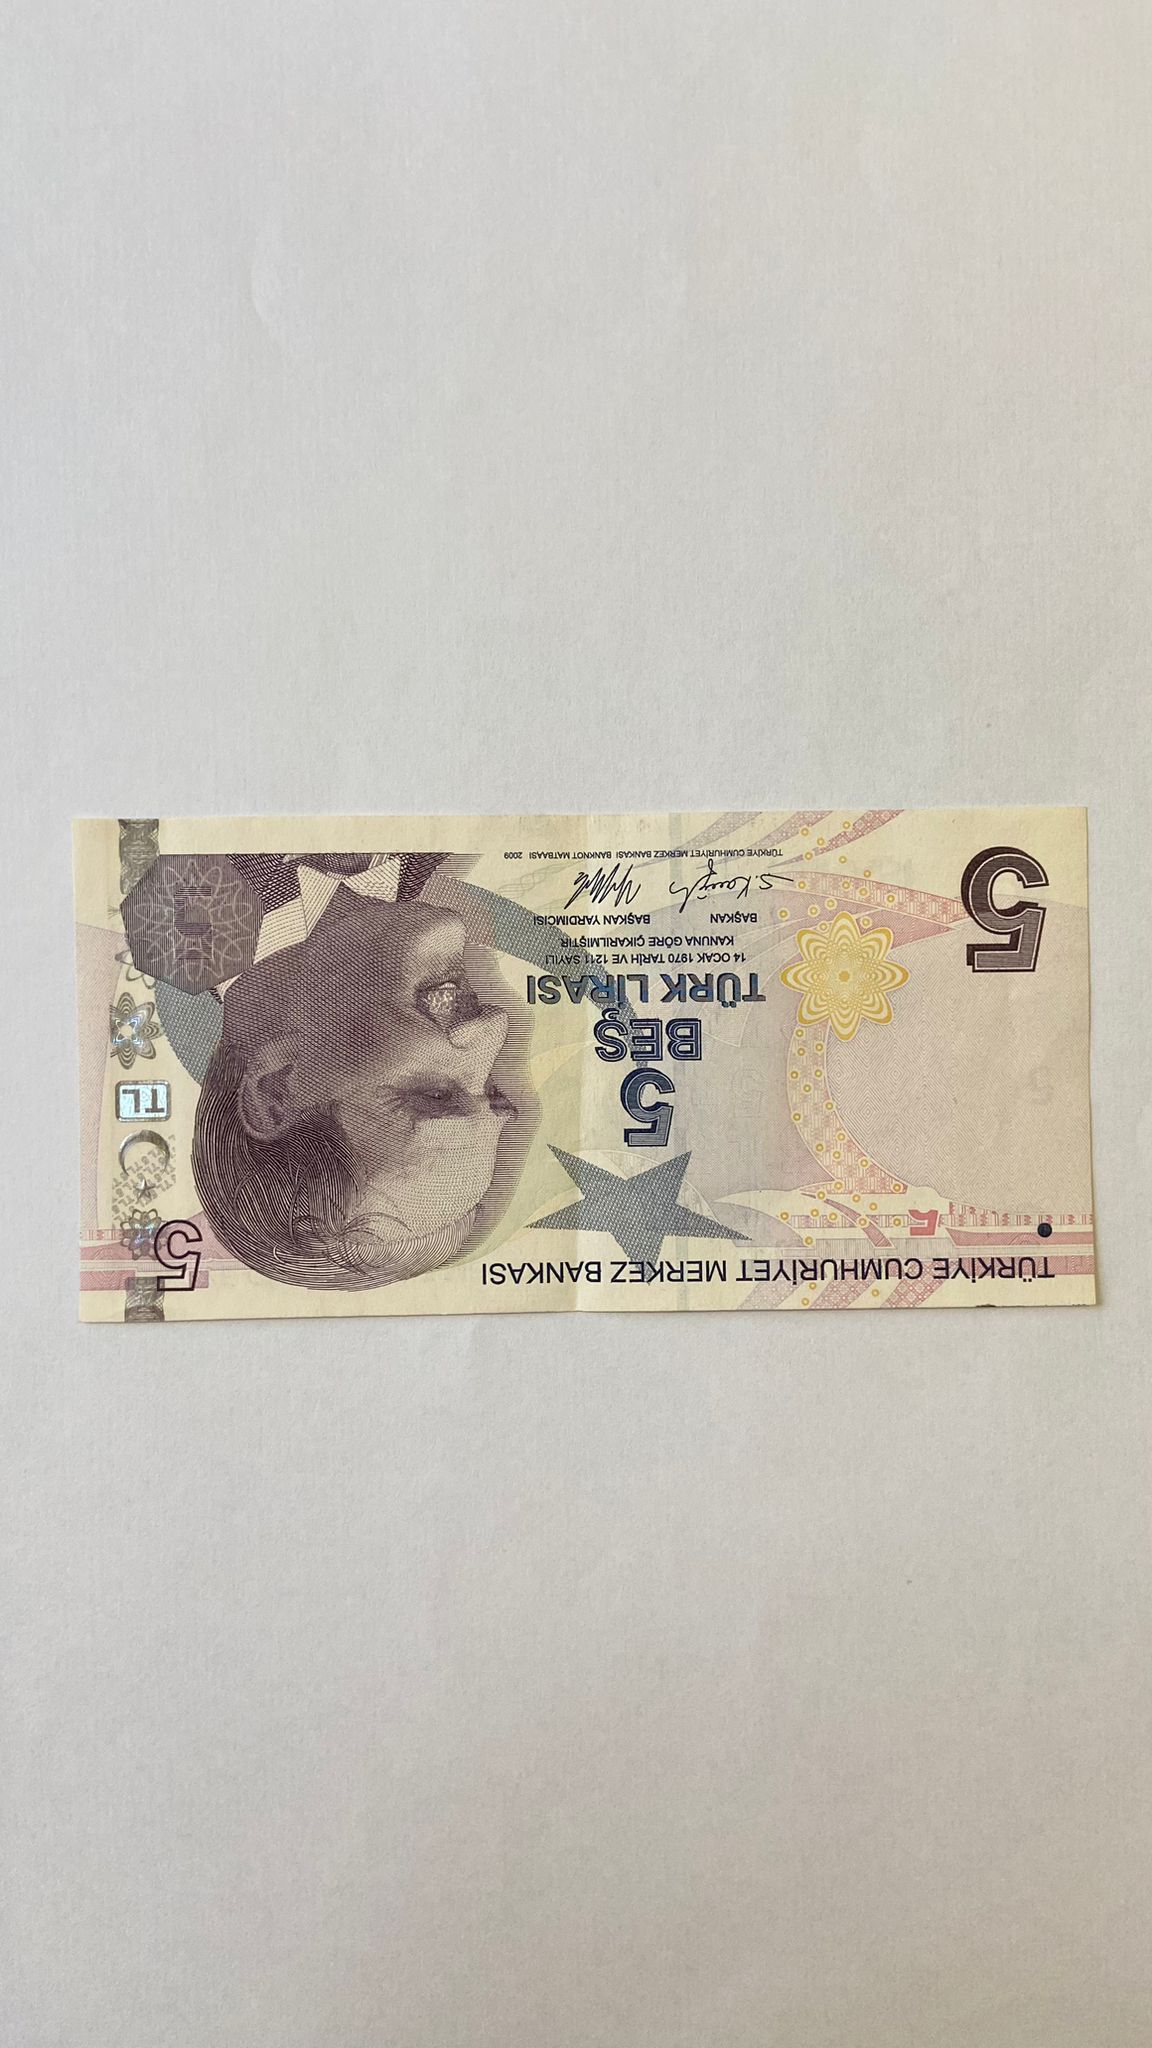 TÜRKİYE CUMHURİYET MERKEZ BANKASI
5
5
5
BEŞ
TÜRK LİRASI
14 OCAK 1970 TARİH VE 1211 SAYILI
KANUNA GÖRE ÇIKARILMIŞTIR
BAŞKAN
BAŞKAN YARDIMCISI
TÜRKİYE CUMHURİYET MERKEZ BANKASI BANKNOT MATBAASI 2009
5
TL